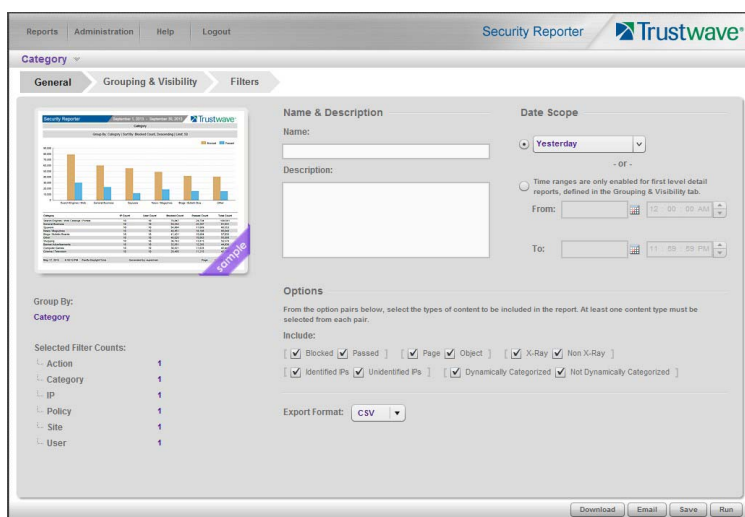 Reports Administration Help Logout
Security Reporter Trustwave®
Category
General Grouping & Visibility Filters
Security Reporter Trustwave
Category
sample
Group By:
Category
Selected Filter Counts:
Action 1
Category 1
IP 1
Policy 1
Site 1
User 1
Name & Description
Name:
Description:
Date Scope
Yesterday
- or -
Time ranges are only enabled for first level detail
reports, defined in the Grouping & Visibility tab.
From: 12 : 00 : 00 AM
To: 11 : 59 : 59 PM
Options
From the option pairs below, select the types of content to be included in the report. At least one content type must be
selected from each pair.
Include:
[ Blocked Passed ] [ Page Object ] [ X-Ray Non X-Ray ]
[ Identified IPs Unidentified IPs ] [ Dynamically Categorized Not Dynamically Categorized ]
Export Format: CSV
Download Email Save Run